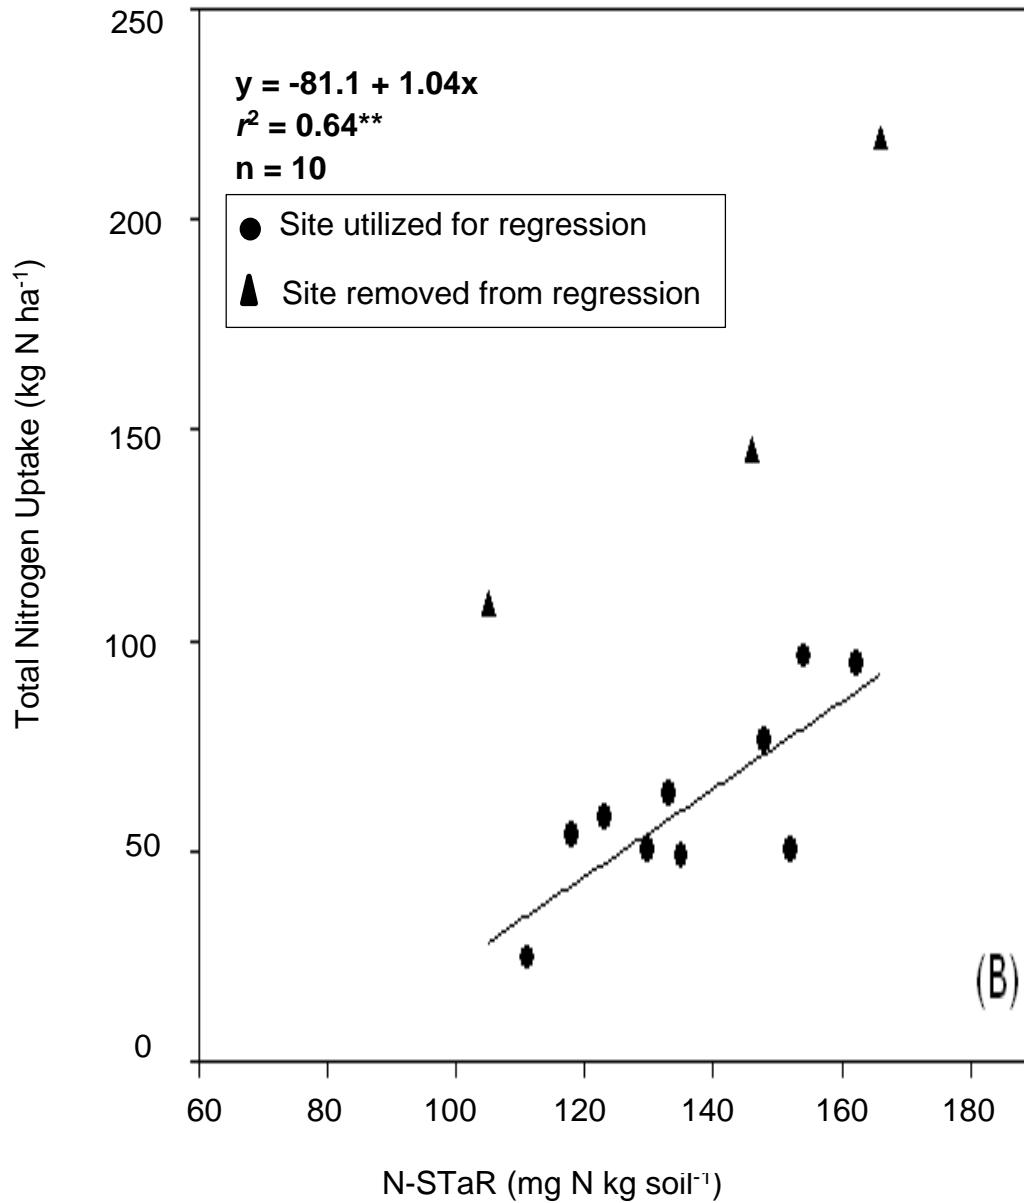 250
y = -81.1 + 1.04x
r² = 0.64**
n = 10
200
Site utilized for regression
Site removed from regression
150
100
50
0
Total Nitrogen Uptake (kg N ha⁻¹)
(B)
60 80 100 120 140 160 180
N-STaR (mg N kg soil⁻¹)